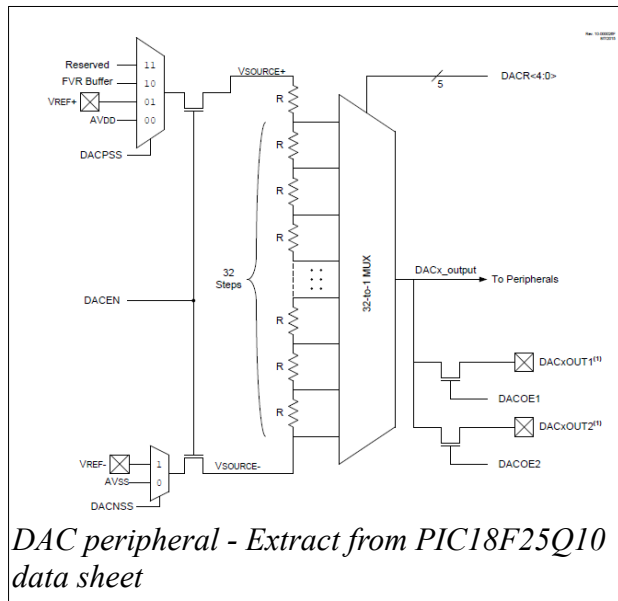 Reserved
FVR Buffer
VREF+
AVDD
11
10
01
00
DACPSS
VSOURCE+
DACR<4:0>
5
R
R
R
R
32
Steps
R
R
R
32-to-1 MUX
DACx_output
To Peripherals
DACEN
DACxOUT1(1)
DACOE1
DACxOUT2(1)
DACOE2
VREF-
AVSS
1
0
VSOURCE-
DACNSS
DAC peripheral - Extract from PIC18F25Q10
data sheet